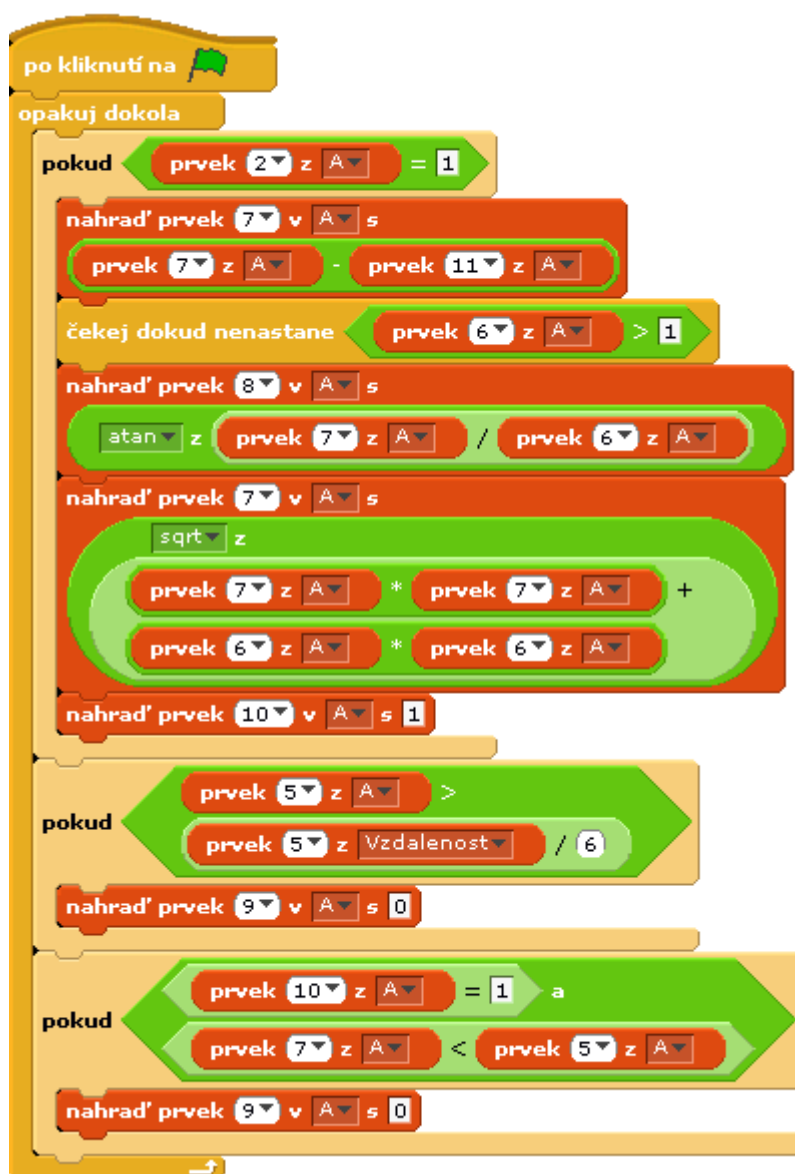 po kliknutí na
opakuj dokola
pokud prvek 2 z A = 1
nahraď prvek 7 v A s
prvek 7 z A - prvek 11 z A
čekej dokud nenastane prvek 6 z A > 1
nahraď prvek 8 v A s
atan z prvek 7 z A / prvek 6 z A
nahraď prvek 7 v A s
sqrt z
prvek 7 z A * prvek 7 z A +
prvek 6 z A * prvek 6 z A
nahraď prvek 10 v A s 1
prvek 5 z A >
pokud
prvek 5 z Vzdalenost / 6
nahraď prvek 9 v A s 0
prvek 10 z A = 1 a
pokud
prvek 7 z A < prvek 5 z A
nahraď prvek 9 v A s 0